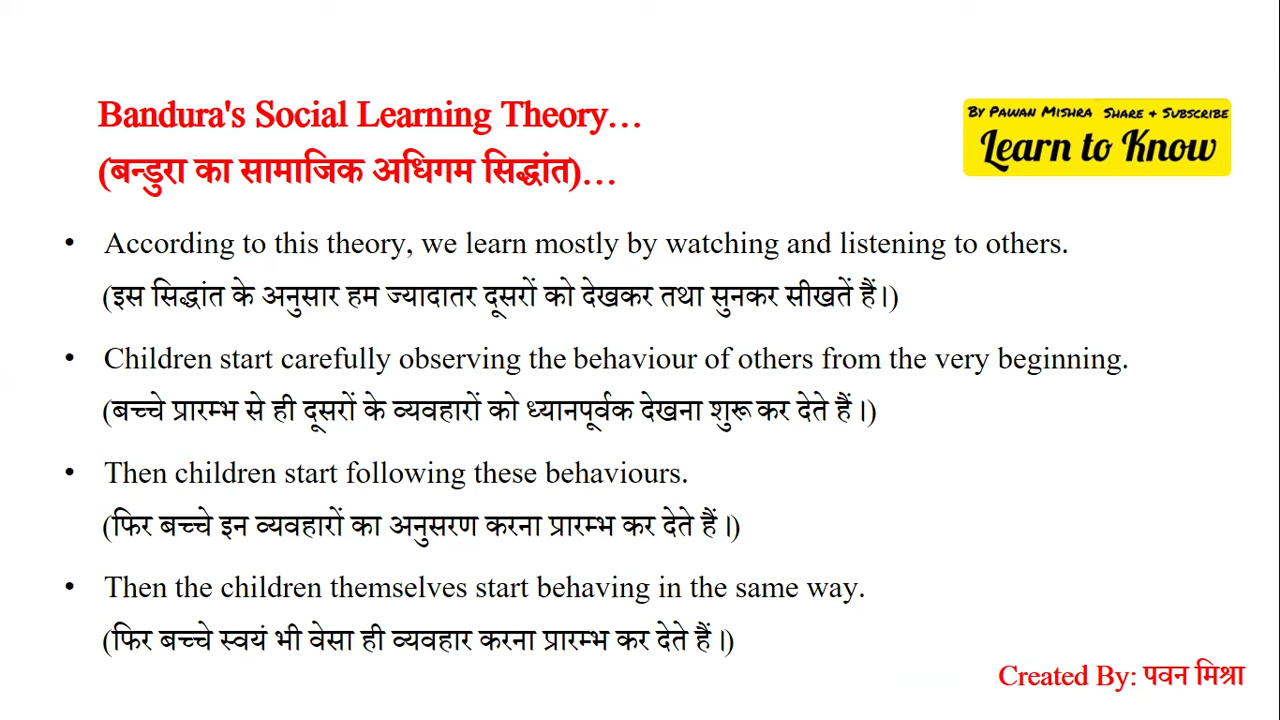 Bandura's Social Learning Theory…
(बन्डुरा का सामाजिक अधिगम सिद्धांत)…
By Pawan Mishra Share + Subscribe
Learn to Know
• According to this theory, we learn mostly by watching and listening to others.
(इस सिद्धांत के अनुसार हम ज्यादातर दूसरों को देखकर तथा सुनकर सीखतें हैं।)
• Children start carefully observing the behaviour of others from the very beginning.
(बच्चे प्रारम्भ से ही दूसरों के व्यवहारों को ध्यानपूर्वक देखना शुरू कर देते हैं।)
• Then children start following these behaviours.
(फिर बच्चे इन व्यवहारों का अनुसरण करना प्रारम्भ कर देते हैं।)
• Then the children themselves start behaving in the same way.
(फिर बच्चे स्वयं भी वेसा ही व्यवहार करना प्रारम्भ कर देते हैं।)
Created By: पवन मिश्रा